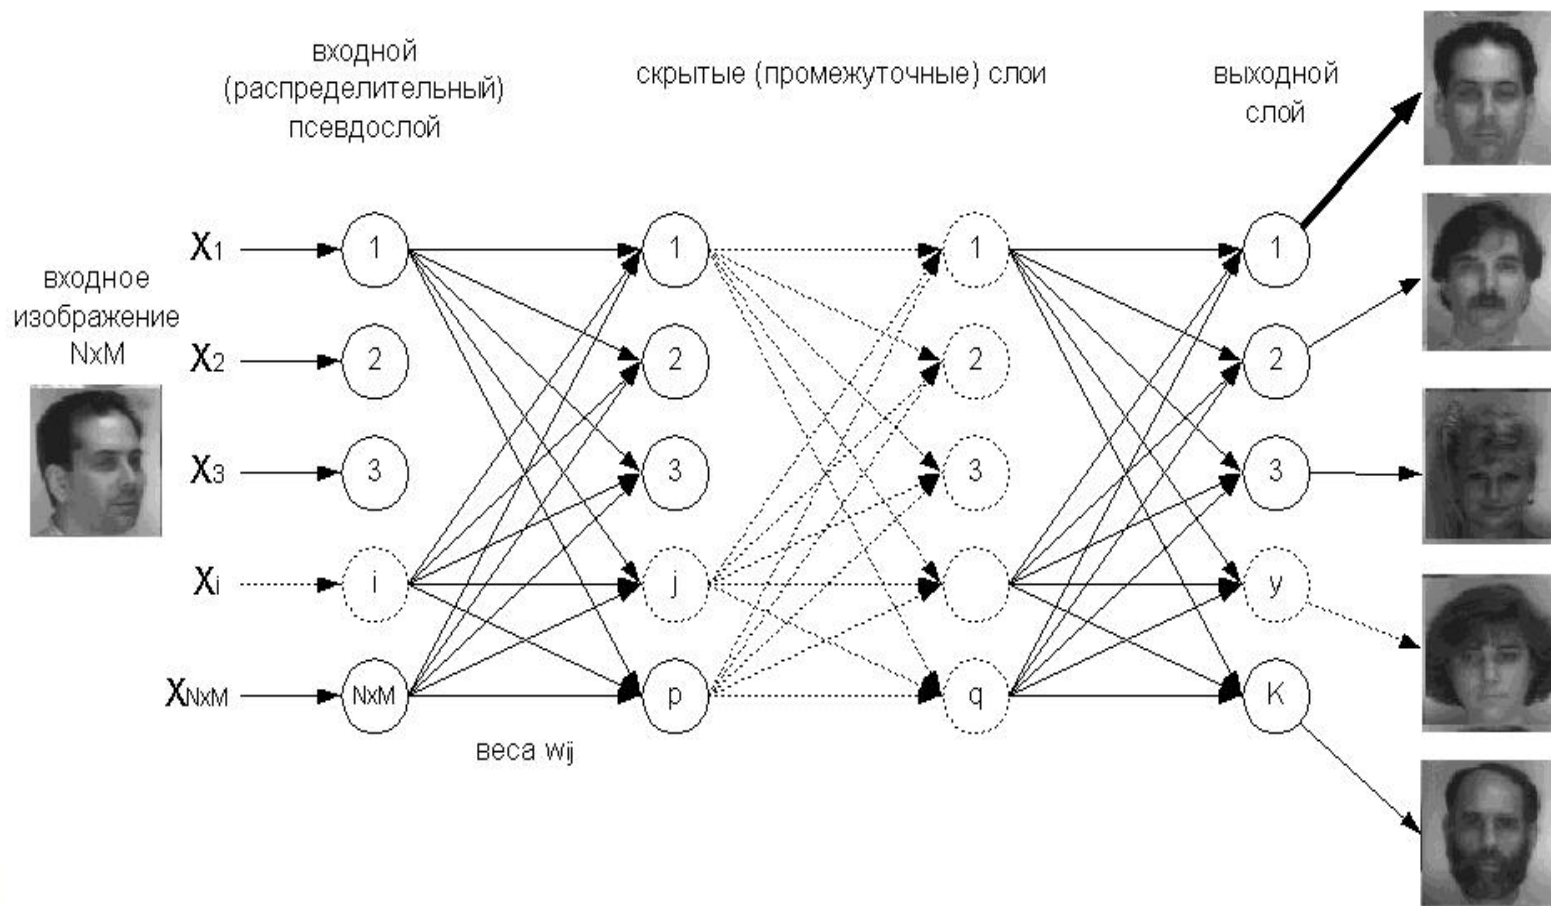 входной
(распределительный)
псевдослой
скрытые (промежуточные) слои
выходной
слой
входное
изображение
NxM
X1 1 1 1 1
X2 2 2 2 2
X3 3 3 3 3
Xi i j y
XNxM NxM p q K
веса wij